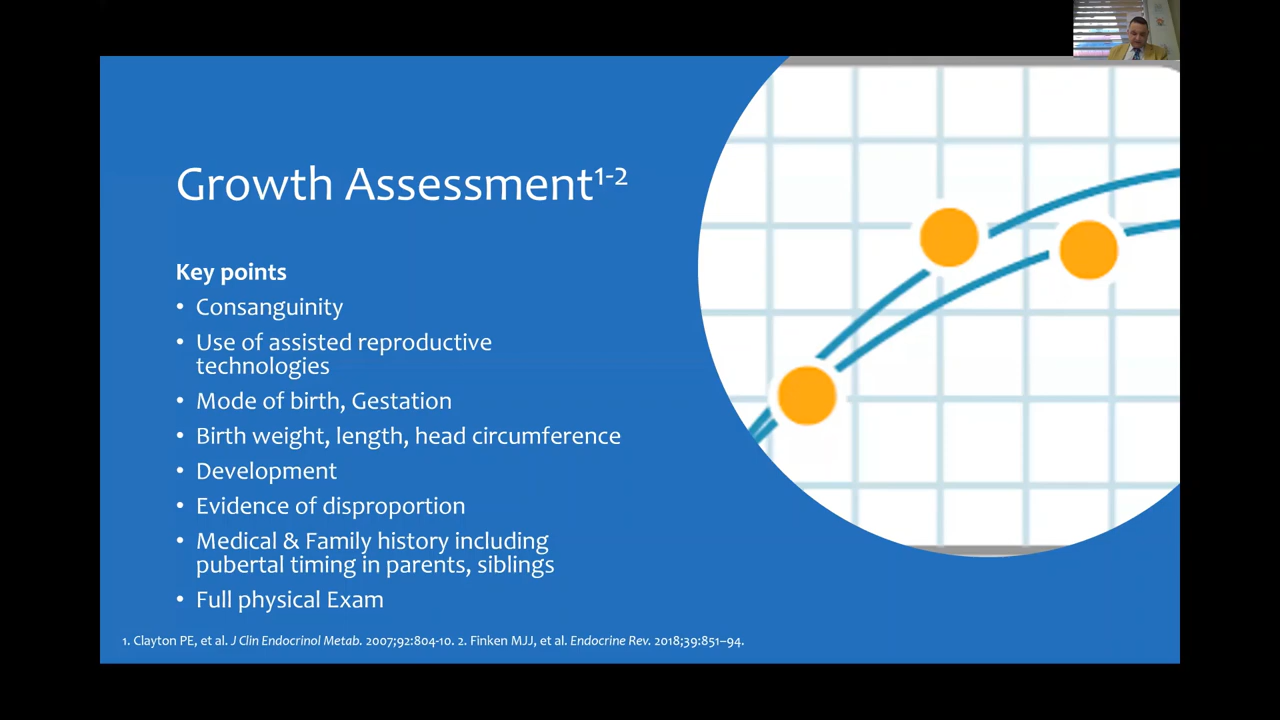 Growth Assessment1-2
Key points
• Consanguinity
• Use of assisted reproductive
technologies
• Mode of birth, Gestation
• Birth weight, length, head circumference
• Development
• Evidence of disproportion
• Medical & Family history including
pubertal timing in parents, siblings
• Full physical Exam
1. Clayton PE, et al. J Clin Endocrinol Metab. 2007;92:804-10. 2. Finken MJJ, et al. Endocrine Rev. 2018;39:851–94.